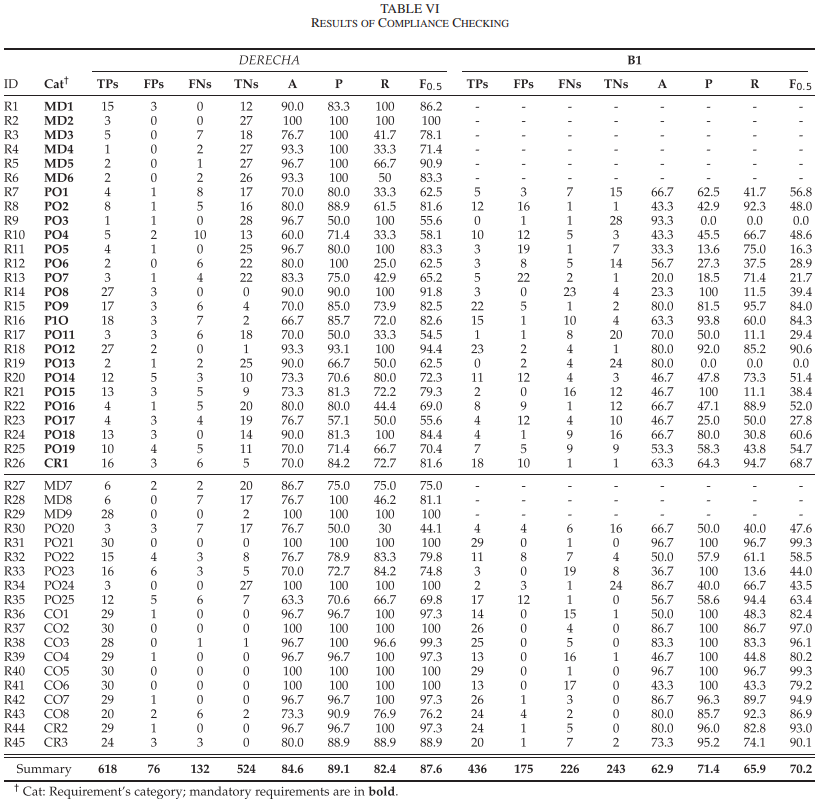 TABLE VI
RESULTS OF COMPLIANCE CHECKING
DERECHA B1
ID Cat† TPs FPs FNs TNs A P R F0.5 TPs FPs FNs TNs A P R F0.5
R1 MD1 15 3 0 12 90.0 83.3 100 86.2 - - - - - - - -
R2 MD2 3 0 0 27 100 100 100 100 - - - - - - - -
R3 MD3 5 0 7 18 76.7 100 41.7 78.1 - - - - - - - -
R4 MD4 1 0 2 27 93.3 100 33.3 71.4 - - - - - - - -
R5 MD5 2 0 1 27 96.7 100 66.7 90.9 - - - - - - - -
R6 MD6 2 0 2 26 93.3 100 50 83.3 - - - - - - - -
R7 PO1 4 1 8 17 70.0 80.0 33.3 62.5 5 3 7 15 66.7 62.5 41.7 56.8
R8 PO2 8 1 5 16 80.0 88.9 61.5 81.6 12 16 1 1 43.3 42.9 92.3 48.0
R9 PO3 1 1 0 28 96.7 50.0 100 55.6 0 1 1 28 93.3 0.0 0.0 0.0
R10 PO4 5 2 10 13 60.0 71.4 33.3 58.1 10 12 5 3 43.3 45.5 66.7 48.6
R11 PO5 4 1 0 25 96.7 80.0 100 83.3 3 19 1 7 33.3 13.6 75.0 16.3
R12 PO6 2 0 6 22 80.0 100 25.0 62.5 3 8 5 14 56.7 27.3 37.5 28.9
R13 PO7 3 1 4 22 83.3 75.0 42.9 65.2 5 22 2 1 20.0 18.5 71.4 21.7
R14 PO8 27 3 0 0 90.0 90.0 100 91.8 3 0 23 4 23.3 100 11.5 39.4
R15 PO9 17 3 6 4 70.0 85.0 73.9 82.5 22 5 1 2 80.0 81.5 95.7 84.0
R16 P1O 18 3 7 2 66.7 85.7 72.0 82.6 15 1 10 4 63.3 93.8 60.0 84.3
R17 PO11 3 3 6 18 70.0 50.0 33.3 54.5 1 1 8 20 70.0 50.0 11.1 29.4
R18 PO12 27 2 0 1 93.3 93.1 100 94.4 23 2 4 1 80.0 92.0 85.2 90.6
R19 PO13 2 1 2 25 90.0 66.7 50.0 62.5 0 2 4 24 80.0 0.0 0.0 0.0
R20 PO14 12 5 3 10 73.3 70.6 80.0 72.3 11 12 4 3 46.7 47.8 73.3 51.4
R21 PO15 13 3 5 9 73.3 81.3 72.2 79.3 2 0 16 12 46.7 100 11.1 38.4
R22 PO16 4 1 5 20 80.0 80.0 44.4 69.0 8 9 1 12 66.7 47.1 88.9 52.0
R23 PO17 4 3 4 19 76.7 57.1 50.0 55.6 4 12 4 10 46.7 25.0 50.0 27.8
R24 PO18 13 3 0 14 90.0 81.3 100 84.4 4 1 9 16 66.7 80.0 30.8 60.6
R25 PO19 10 4 5 11 70.0 71.4 66.7 70.4 7 5 9 9 53.3 58.3 43.8 54.7
R26 CR1 16 3 6 5 70.0 84.2 72.7 81.6 18 10 1 1 63.3 64.3 94.7 68.7
R27 MD7 6 2 2 20 86.7 75.0 75.0 75.0 - - - - - - - -
R28 MD8 6 0 7 17 76.7 100 46.2 81.1 - - - - - - - -
R29 MD9 28 0 0 2 100 100 100 100 - - - - - - - -
R30 PO20 3 3 7 17 76.7 50.0 30 44.1 4 4 6 16 66.7 50.0 40.0 47.6
R31 PO21 30 0 0 0 100 100 100 100 29 0 1 0 96.7 100 96.7 99.3
R32 PO22 15 4 3 8 76.7 78.9 83.3 79.8 11 8 7 4 50.0 57.9 61.1 58.5
R33 PO23 16 6 3 5 70.0 72.7 84.2 74.8 3 0 19 8 36.7 100 13.6 44.0
R34 PO24 3 0 0 27 100 100 100 100 2 3 1 24 86.7 40.0 66.7 43.5
R35 PO25 12 5 6 7 63.3 70.6 66.7 69.8 17 12 1 0 56.7 58.6 94.4 63.4
R36 CO1 29 1 0 0 96.7 96.7 100 97.3 14 0 15 1 50.0 100 48.3 82.4
R37 CO2 30 0 0 0 100 100 100 100 26 0 4 0 86.7 100 86.7 97.0
R38 CO3 28 0 1 1 96.7 100 96.6 99.3 25 0 5 0 83.3 100 83.3 96.1
R39 CO4 29 1 0 0 96.7 96.7 100 97.3 13 0 16 1 46.7 100 44.8 80.2
R40 CO5 30 0 0 0 100 100 100 100 29 0 1 0 96.7 100 96.7 99.3
R41 CO6 30 0 0 0 100 100 100 100 13 0 17 0 43.3 100 43.3 79.2
R42 CO7 29 1 0 0 96.7 96.7 100 97.3 26 1 3 0 86.7 96.3 89.7 94.9
R43 CO8 20 2 6 2 73.3 90.9 76.9 76.2 24 4 2 0 80.0 85.7 92.3 86.9
R44 CR2 29 1 0 0 96.7 96.7 100 97.3 24 1 5 0 80.0 96.0 82.8 93.0
R45 CR3 24 3 3 0 80.0 88.9 88.9 88.9 20 1 7 2 73.3 95.2 74.1 90.1
Summary 618 76 132 524 84.6 89.1 82.4 87.6 436 175 226 243 62.9 71.4 65.9 70.2
† Cat: Requirement's category; mandatory requirements are in bold.